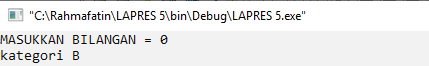 "C:\Rahmafatin\LAPRES 5\bin\Debug\LAPRES 5.exe"
MASUKKAN BILANGAN = 0
kategori B